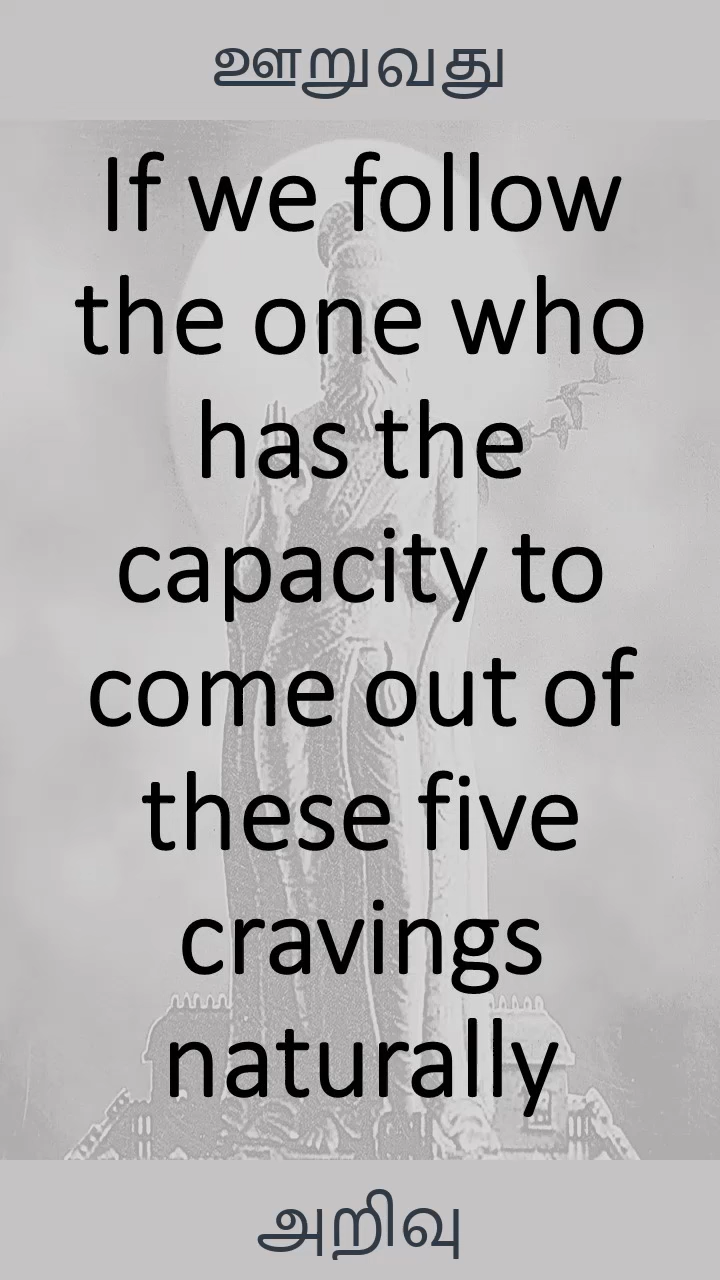 ஊறுவது
If we follow
the one who
has the
capacity to
come out of
these five
cravings
naturally
அறிவு